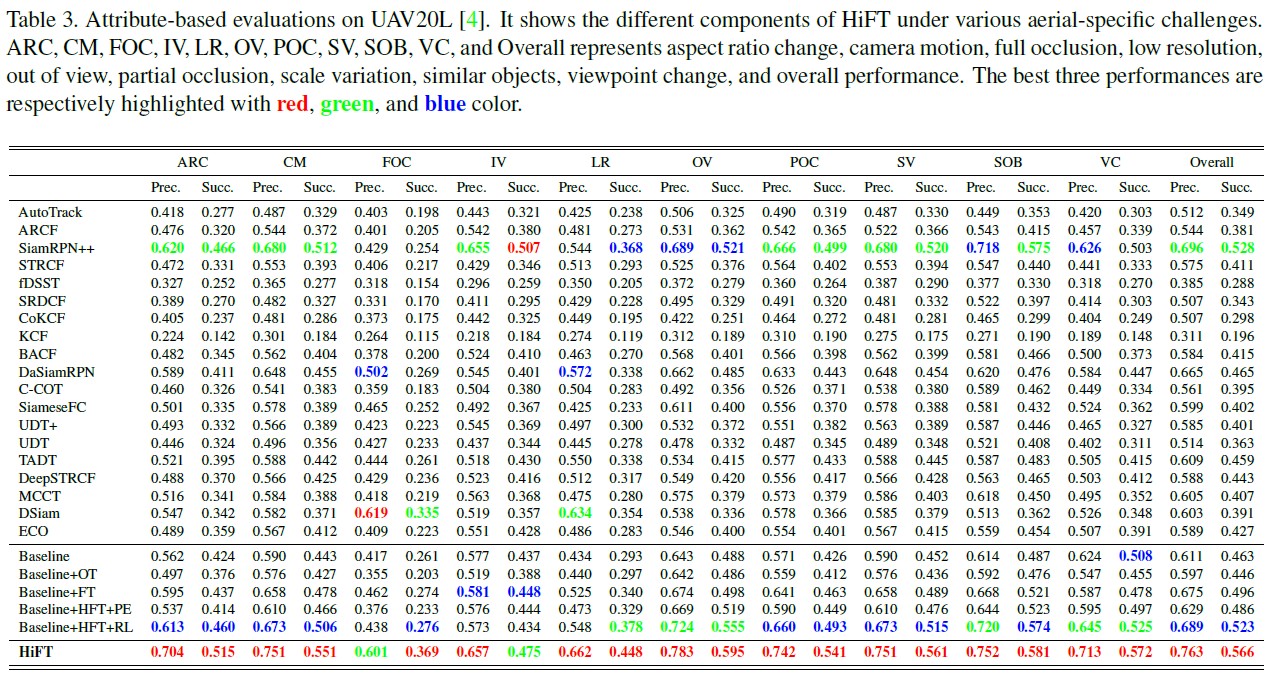 Table 3. Attribute-based evaluations on UAV20L [4]. It shows the different components of HiFT under various aerial-specific challenges.
ARC, CM, FOC, IV, LR, OV, POC, SV, SOB, VC, and Overall represents aspect ratio change, camera motion, full occlusion, low resolution,
out of view, partial occlusion, scale variation, similar objects, viewpoint change, and overall performance. The best three performances are
respectively highlighted with red, green, and blue color.
ARC CM FOC IV LR OV POC SV SOB VC Overall
Prec. Succ. Prec. Succ. Prec. Succ. Prec. Succ. Prec. Succ. Prec. Succ. Prec. Succ. Prec. Succ. Prec. Succ. Prec. Succ. Prec. Succ.
AutoTrack 0.418 0.277 0.487 0.329 0.403 0.198 0.443 0.321 0.425 0.238 0.506 0.325 0.490 0.319 0.487 0.330 0.449 0.353 0.420 0.303 0.512 0.349
ARCF 0.476 0.320 0.544 0.372 0.401 0.205 0.542 0.380 0.481 0.273 0.531 0.362 0.542 0.365 0.522 0.366 0.543 0.415 0.457 0.339 0.544 0.381
SiamRPN++ 0.620 0.466 0.680 0.512 0.429 0.254 0.655 0.507 0.544 0.368 0.689 0.521 0.666 0.499 0.680 0.520 0.718 0.575 0.626 0.503 0.696 0.528
STRCF 0.472 0.331 0.553 0.393 0.406 0.217 0.429 0.346 0.513 0.293 0.525 0.376 0.564 0.402 0.553 0.394 0.547 0.440 0.441 0.333 0.575 0.411
fDSST 0.327 0.252 0.365 0.277 0.318 0.154 0.296 0.259 0.350 0.205 0.372 0.279 0.360 0.264 0.387 0.290 0.377 0.330 0.318 0.270 0.385 0.288
SRDCF 0.389 0.270 0.482 0.327 0.331 0.170 0.411 0.295 0.429 0.228 0.495 0.329 0.491 0.320 0.481 0.332 0.522 0.397 0.414 0.303 0.507 0.343
CoKCF 0.405 0.237 0.481 0.286 0.373 0.175 0.442 0.325 0.449 0.195 0.422 0.251 0.464 0.272 0.481 0.281 0.465 0.299 0.404 0.249 0.507 0.298
KCF 0.224 0.142 0.301 0.184 0.264 0.115 0.218 0.184 0.274 0.119 0.312 0.189 0.310 0.190 0.275 0.175 0.271 0.190 0.189 0.148 0.311 0.196
BACF 0.482 0.345 0.562 0.404 0.378 0.200 0.524 0.410 0.463 0.270 0.568 0.401 0.566 0.398 0.562 0.399 0.581 0.466 0.500 0.373 0.584 0.415
DaSiamRPN 0.589 0.411 0.648 0.455 0.502 0.269 0.545 0.401 0.572 0.338 0.662 0.485 0.633 0.443 0.648 0.454 0.620 0.476 0.584 0.447 0.665 0.465
C-COT 0.460 0.326 0.541 0.383 0.359 0.183 0.504 0.380 0.504 0.283 0.492 0.356 0.526 0.371 0.538 0.380 0.589 0.462 0.449 0.334 0.561 0.395
SiameseFC 0.501 0.335 0.578 0.389 0.465 0.252 0.492 0.367 0.425 0.233 0.611 0.400 0.556 0.370 0.578 0.388 0.581 0.432 0.524 0.362 0.599 0.402
UDT+ 0.493 0.332 0.566 0.389 0.423 0.223 0.545 0.369 0.497 0.300 0.532 0.372 0.551 0.382 0.563 0.389 0.587 0.446 0.465 0.327 0.585 0.401
UDT 0.446 0.324 0.496 0.356 0.427 0.233 0.437 0.344 0.445 0.278 0.478 0.332 0.487 0.345 0.489 0.348 0.521 0.408 0.402 0.311 0.514 0.363
TADT 0.521 0.395 0.588 0.442 0.444 0.261 0.518 0.430 0.550 0.338 0.534 0.415 0.577 0.433 0.588 0.445 0.587 0.483 0.505 0.415 0.609 0.459
DeepSTRCF 0.488 0.370 0.566 0.425 0.429 0.236 0.523 0.416 0.512 0.317 0.549 0.420 0.556 0.417 0.566 0.428 0.563 0.465 0.503 0.412 0.588 0.443
MCCT 0.516 0.341 0.584 0.388 0.418 0.219 0.563 0.368 0.475 0.280 0.575 0.379 0.573 0.379 0.586 0.403 0.618 0.450 0.495 0.352 0.605 0.407
DSiam 0.547 0.342 0.582 0.371 0.619 0.335 0.519 0.357 0.634 0.354 0.538 0.336 0.578 0.366 0.585 0.379 0.513 0.362 0.526 0.348 0.603 0.391
ECO 0.489 0.359 0.567 0.412 0.409 0.223 0.551 0.428 0.486 0.283 0.546 0.400 0.554 0.401 0.567 0.415 0.559 0.454 0.507 0.391 0.589 0.427
Baseline 0.562 0.424 0.590 0.443 0.417 0.261 0.577 0.437 0.434 0.293 0.643 0.488 0.571 0.426 0.590 0.452 0.614 0.487 0.624 0.508 0.611 0.463
Baseline+OT 0.497 0.376 0.576 0.427 0.355 0.203 0.519 0.388 0.440 0.297 0.642 0.486 0.559 0.412 0.576 0.436 0.592 0.476 0.547 0.455 0.597 0.446
Baseline+FT 0.595 0.437 0.658 0.478 0.462 0.274 0.581 0.448 0.525 0.340 0.674 0.498 0.641 0.463 0.658 0.489 0.668 0.521 0.587 0.478 0.675 0.496
Baseline+HFT+PE 0.537 0.414 0.610 0.466 0.376 0.233 0.576 0.444 0.473 0.329 0.669 0.519 0.590 0.449 0.610 0.476 0.644 0.523 0.595 0.497 0.629 0.486
Baseline+HFT+RL 0.613 0.460 0.673 0.506 0.438 0.276 0.573 0.434 0.548 0.378 0.724 0.555 0.660 0.493 0.673 0.515 0.720 0.574 0.645 0.525 0.689 0.523
HiFT 0.704 0.515 0.751 0.551 0.601 0.369 0.657 0.475 0.662 0.448 0.783 0.595 0.742 0.541 0.751 0.561 0.752 0.581 0.713 0.572 0.763 0.566